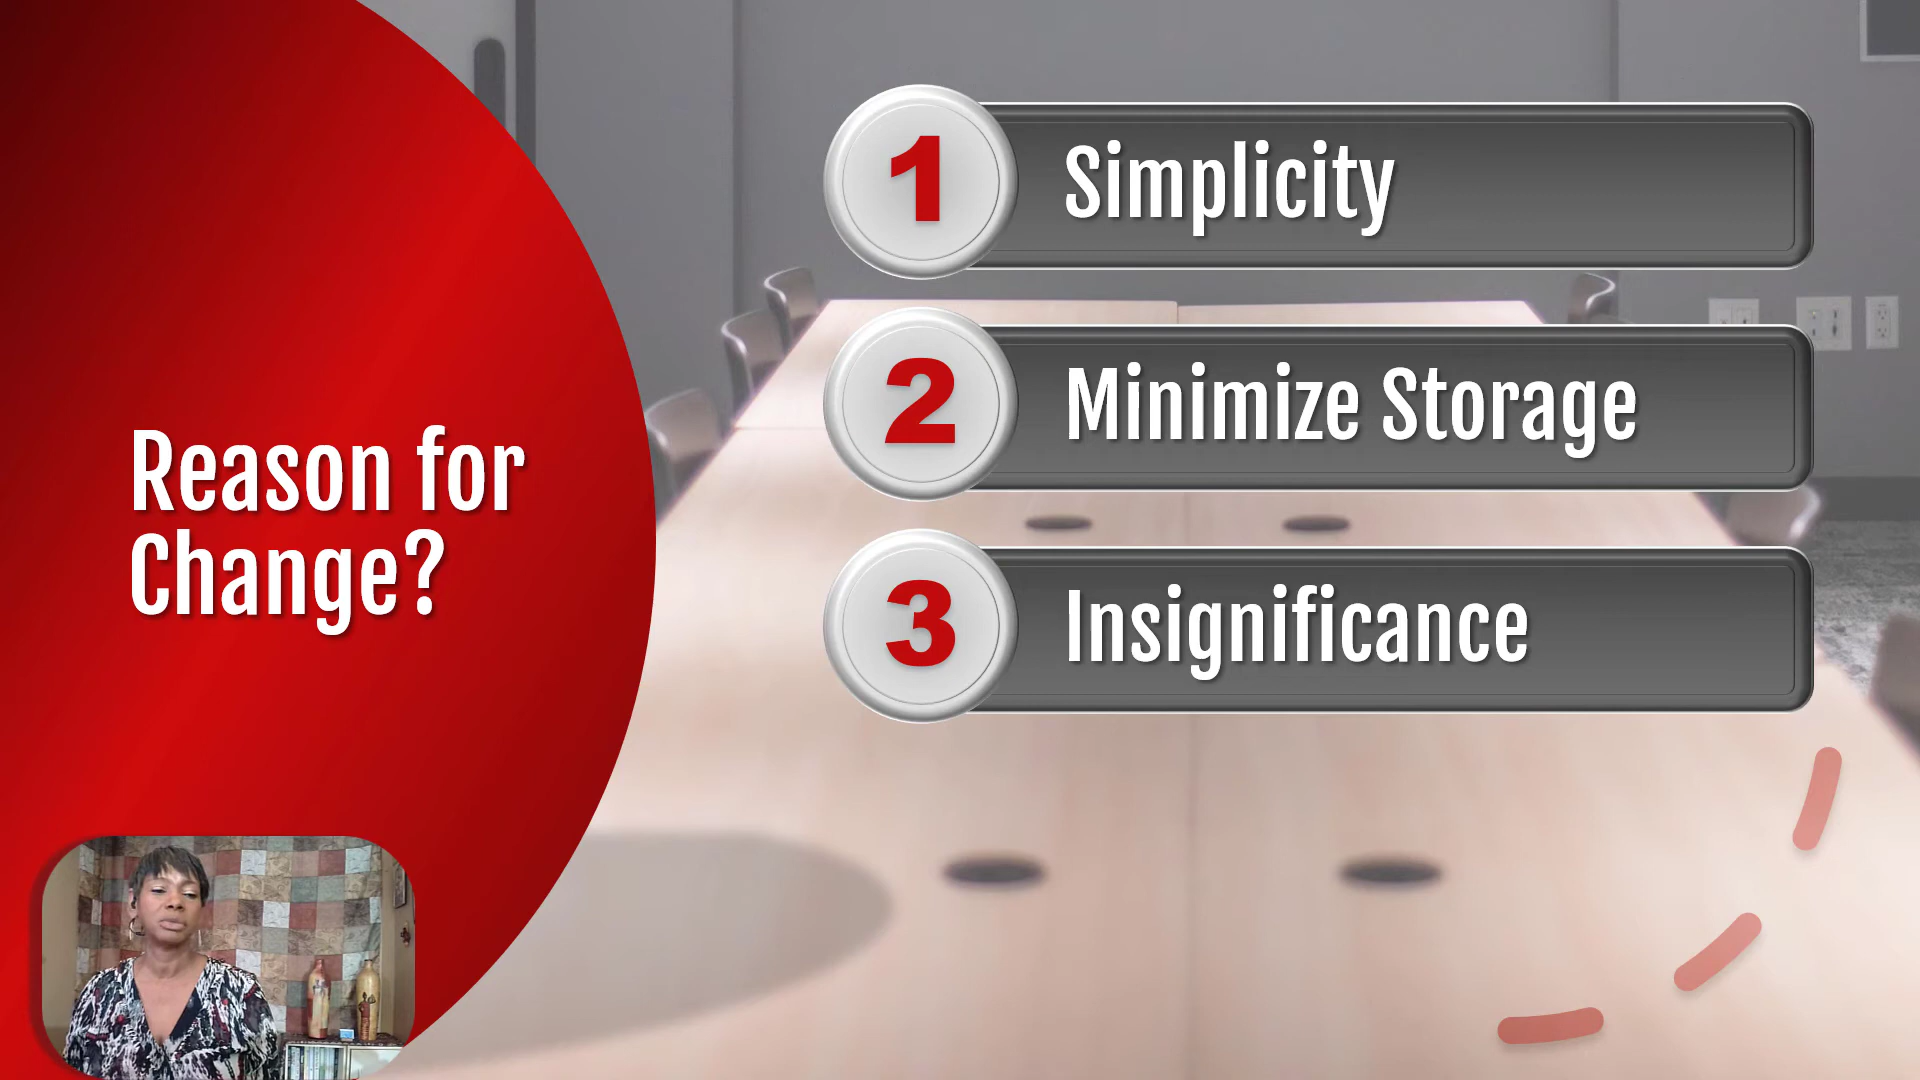 Reason for
Change?
1
Simplicity
2
Minimize Storage
3
Insignificance